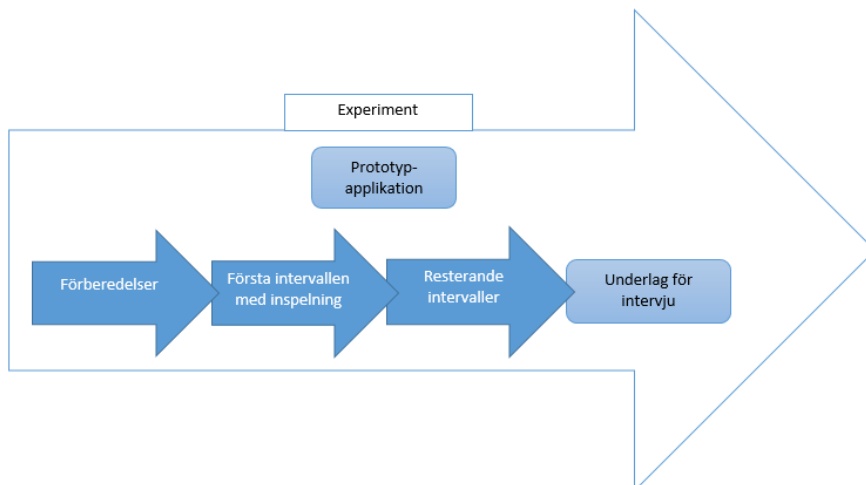 Experiment
Prototyp-
applikation
Förberedelser
Första intervallen
med inspelning
Resterande
intervaller
Underlag för
intervju